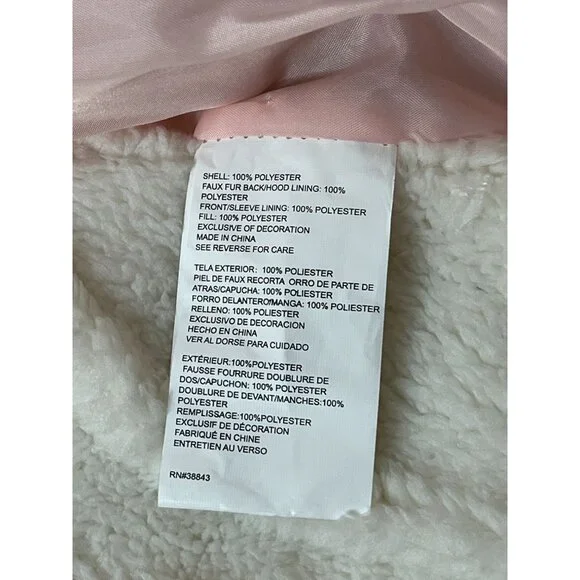 SHELL: 100% POLYESTER
FAUX FUR BACK/HOOD LINING: 100%
POLYESTER
FRONT/SLEEVE LINING: 100% POLYESTER
FILL: 100% POLYESTER
EXCLUSIVE OF DECORATION
MADE IN CHINA
SEE REVERSE FOR CARE
TELA EXTERIOR: 100% POLIESTER
PIEL DE FAUX RECORTA ORRO DE PARTE DE
ATRAS/CAPUCHA: 100% POLIESTER
FORRO DELANTERO/MANGA: 100% POLIESTER
RELLENO: 100% POLIESTER
EXCLUSIVO DE DECORACION
HECHO EN CHINA
VER AL DORSE PARA CUIDADO
EXTÉRIEUR:100%POLYESTER
FAUSSE FOURRURE DOUBLURE DE
DOS/CAPUCHON: 100% POLYESTER
DOUBLURE DE DEVANT/MANCHES:100%
POLYESTER
REMPLISSAGE:100%POLYESTER
EXCLUSIF DE DÉCORATION
FABRIQUÉ EN CHINE
ENTRETIEN AU VERSO
RN#38843